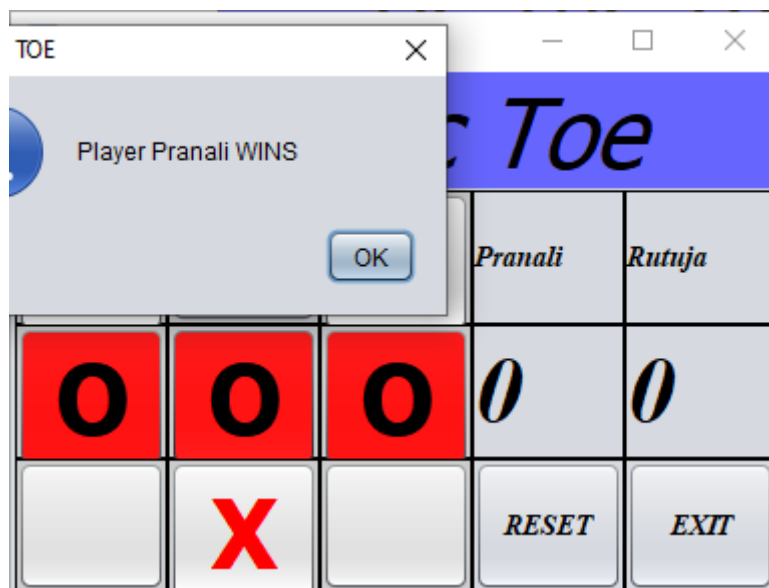 TOE
c Toe
Player Pranali WINS
OK
Pranali Rutuja
O O O 0 0
X RESET EXIT